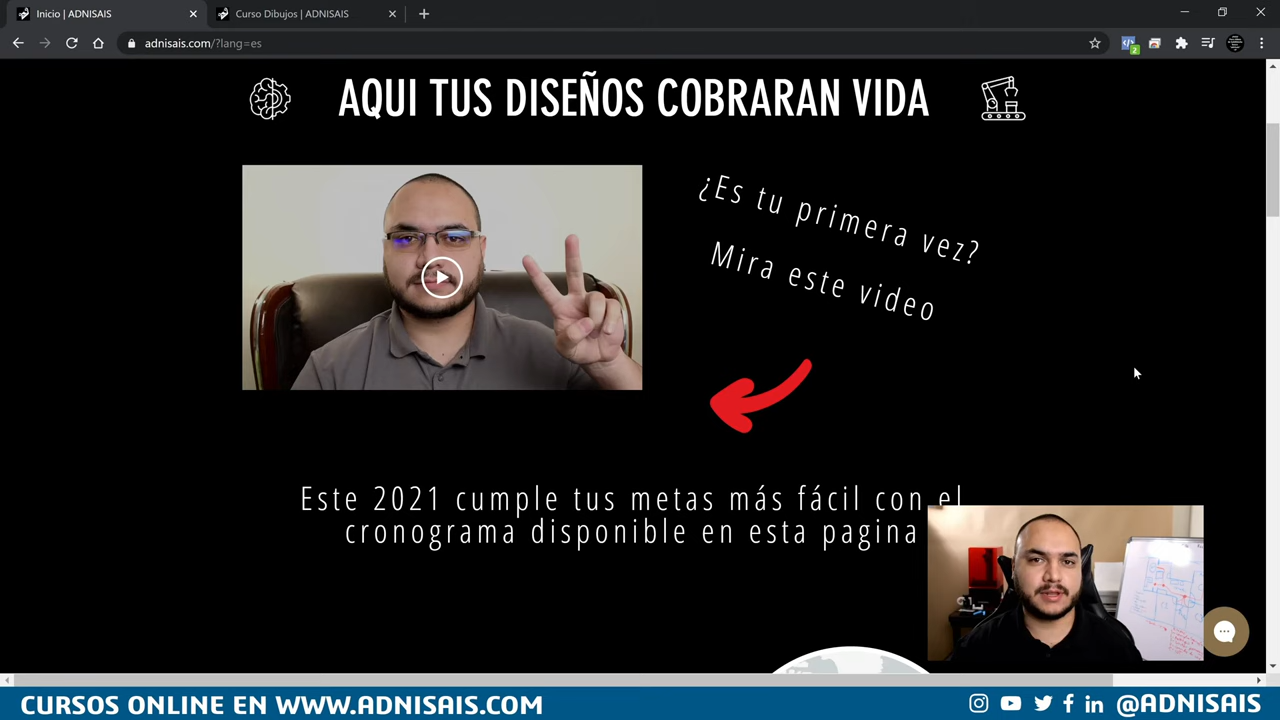 Inicio | ADNISAIS
Curso Dibujos | ADNISAIS
adnisais.com/?lang=es
2
AQUI TUS DISEÑOS COBRARAN VIDA
¿Es tu primera vez?
Mira este video
Este 2021 cumple tus metas más fácil con el
cronograma disponible en esta pagina
CURSOS ONLINE EN WWW.ADNISAIS.COM
@ADNISAIS